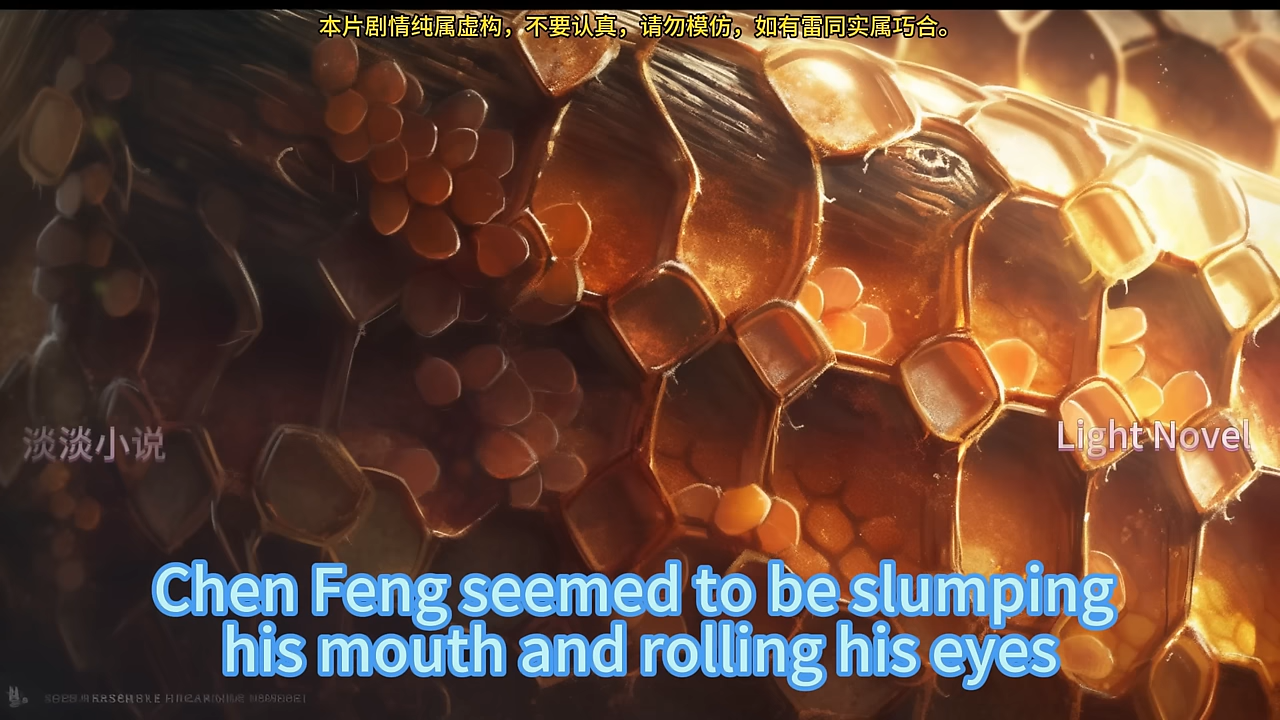 本片剧情纯属虚构，不要认真，请勿模仿，如有雷同实属巧合。
淡淡小说
Light Novel
Chen Feng seemed to be slumping
his mouth and rolling his eyes